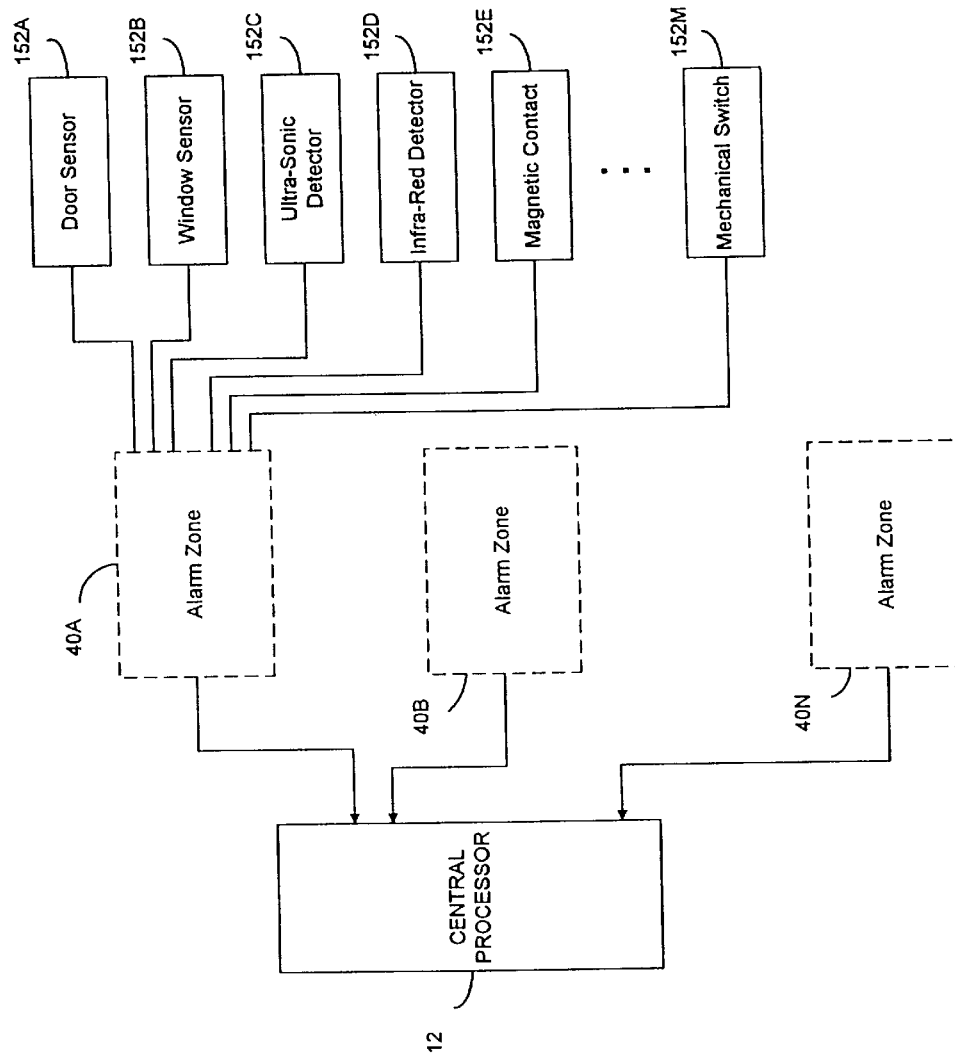 152A
Door Sensor
152B
Window Sensor
152C
Ultra-Sonic
Detector
152D
Infra-Red Detector
152E
Magnetic Contact
152M
Mechanical Switch
40A
Alarm Zone
40B
Alarm Zone
40N
Alarm Zone
CENTRAL
PROCESSOR
12